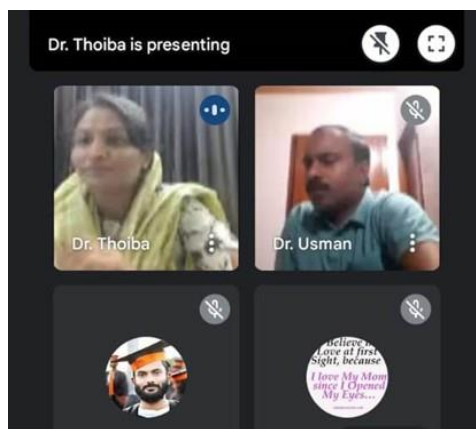 Dr. Thoiba is presenting
Dr. Thoiba
Dr. Usman
Believe
Love at first
Sight, because
I love My Mom
since I Opened
My Eyes...